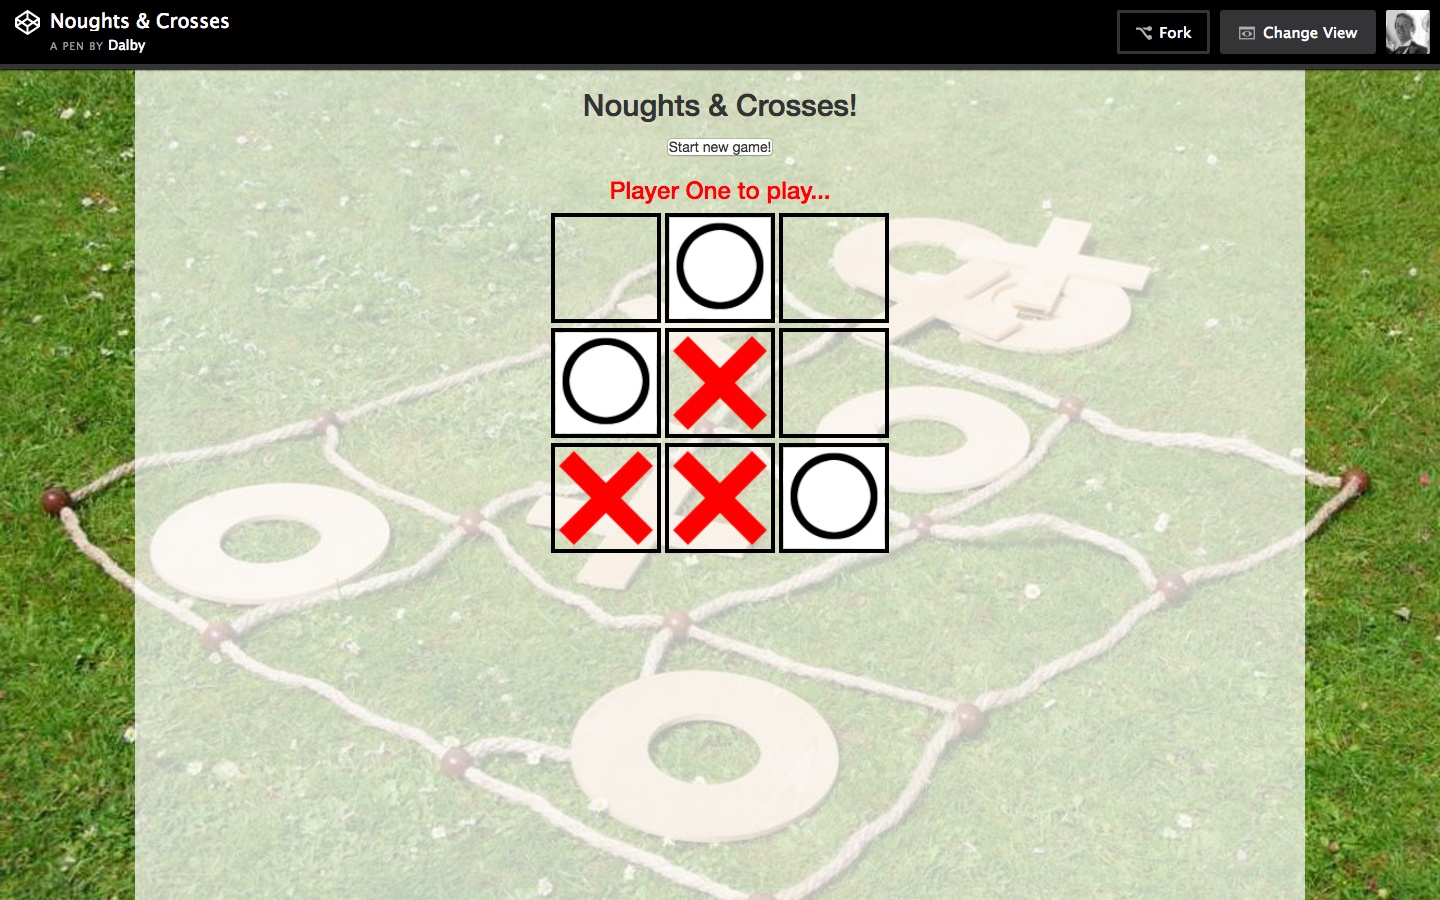 Noughts & Crosses
A PEN BY Dalby
Fork
Change View
Noughts & Crosses!
Start new game!
Player One to play...